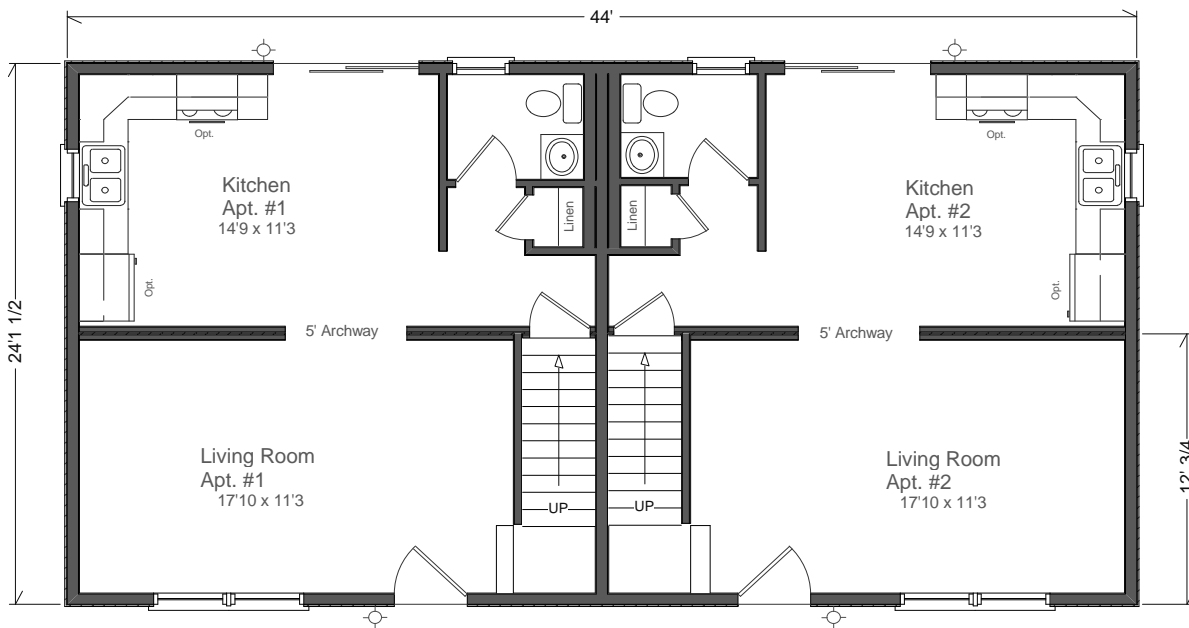 44'
Opt.
Opt.
Kitchen
Apt. #1
14'9 x 11'3
Linen
Linen
Kitchen
Apt. #2
14'9 x 11'3
Opt.
Opt.
24'1 1/2
5' Archway
5' Archway
12' 3/4
Living Room
Apt. #1
17'10 x 11'3
Living Room
Apt. #2
17'10 x 11'3
UP
UP